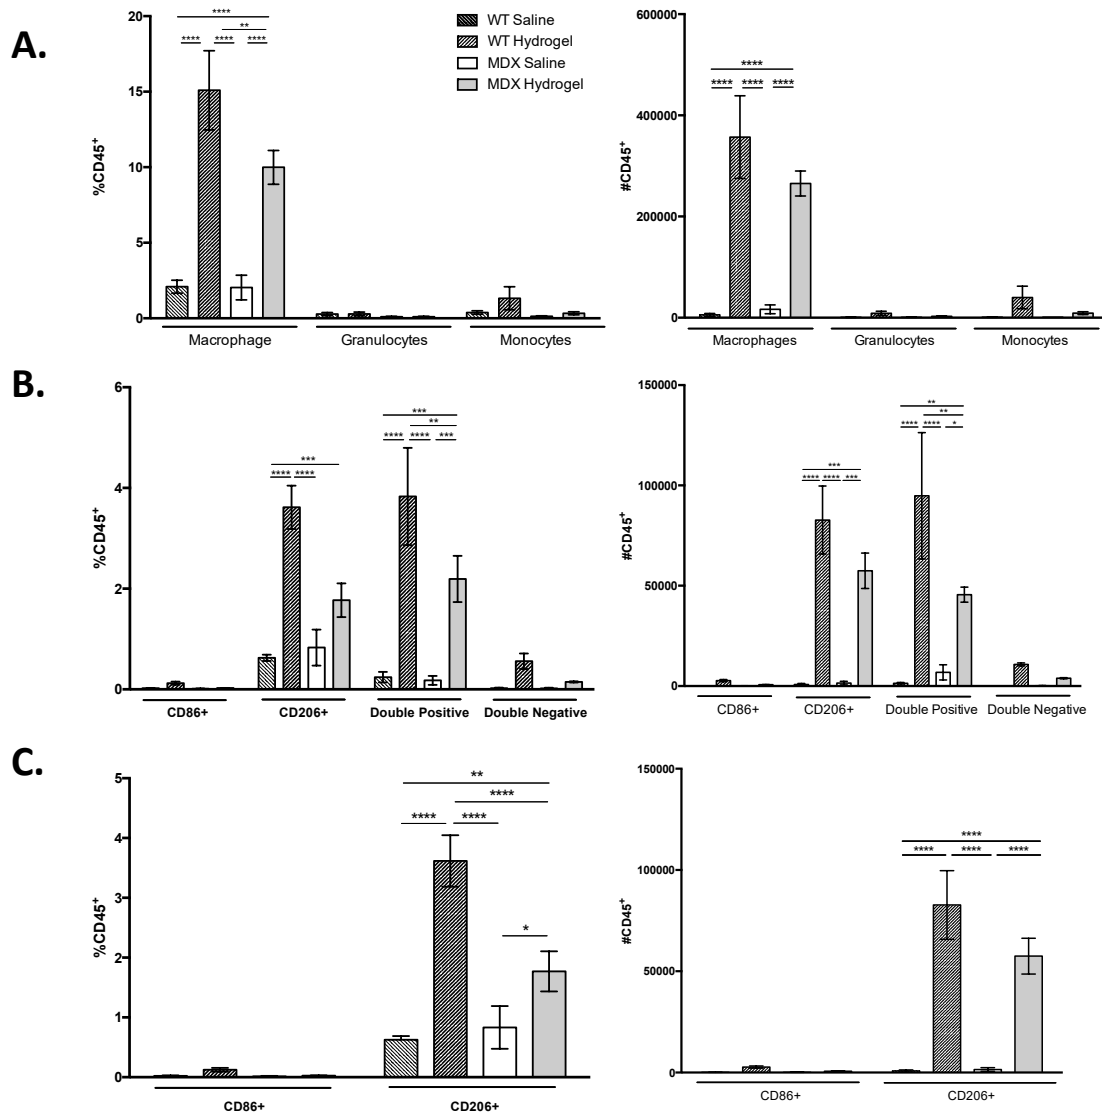 A.
20
15
10
5
0
%CD45+
****
**
**** **** ****
Macrophage Granulocytes Monocytes
WT Saline
WT Hydrogel
MDX Saline
MDX Hydrogel
600000
400000
200000
0
#CD45+
****
**** **** ****
Macrophages Granulocytes Monocytes
B.
6
4
2
0
%CD45+
***
**** ****
***
**
**** **** ***
CD86+ CD206+ Double Positive Double Negative
150000
100000
50000
0
#CD45+
***
**** **** ***
**
**
**** **** *
CD86+ CD206+ Double Positive Double Negative
C.
5
4
3
2
1
0
%CD45+
**
****
**** ****
*
CD86+ CD206+
150000
100000
50000
0
#CD45+
****
**** **** ****
CD86+ CD206+